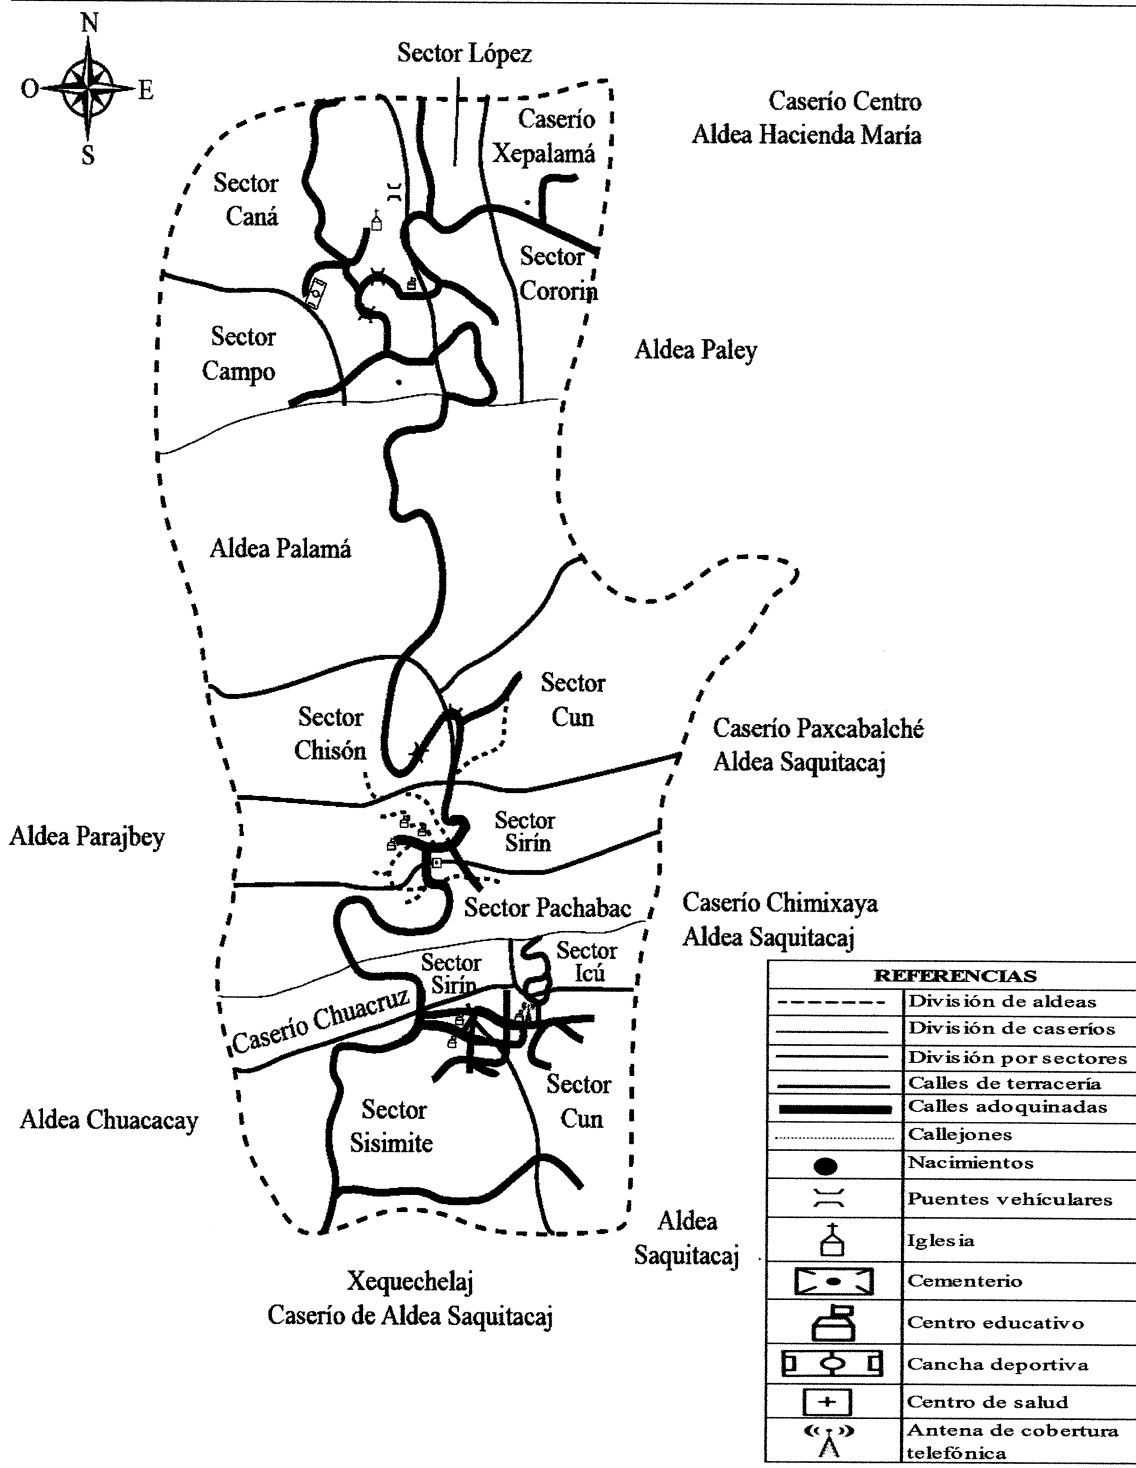 N
O
E
S
Sector López
Caserío Centro
Aldea Hacienda María
Caserío
Xepalamá
Sector
Caná
Sector
Cororin
Sector
Campo
Aldea Paley
Aldea Palamá
Sector
Cun
Sector
Chisón
Caserío Paxcabalché
Aldea Saquitacaj
Aldea Parajbey
Sector
Sirín
Sector Pachabac
Caserío Chimixaya
Aldea Saquitacaj
Sector
Sirín
Sector
Icú
Caserío Chuacruz
Aldea Chuacacay
Sector
Sisimite
Sector
Cun
Aldea
Saquitacaj
Xequechelaj
Caserío de Aldea Saquitacaj
REFERENCIAS
División de aldeas
División de caseríos
División por sectores
Calles de terracería
Calles adoquinadas
Callejones
Nacimientos
Puentes vehículares
Iglesia
Cementerio
Centro educativo
Cancha deportiva
Centro de salud
Antena de cobertura
telefónica